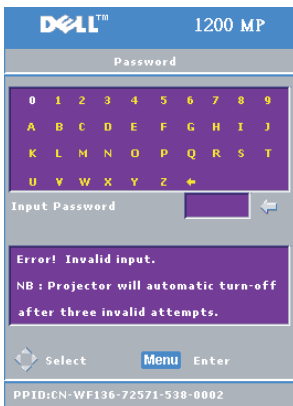 DELL™ 1200 MP
Password
0 1 2 3 4 5 6 7 8 9
A B C D E F G H I J
K L M N O P Q R S T
U V W X Y Z ←
Input Password
Error! Invalid input.
NB : Projector will automatic turn-off
after three invalid attempts.
Select Menu Enter
PPID:CN-WF136-72571-538-0002